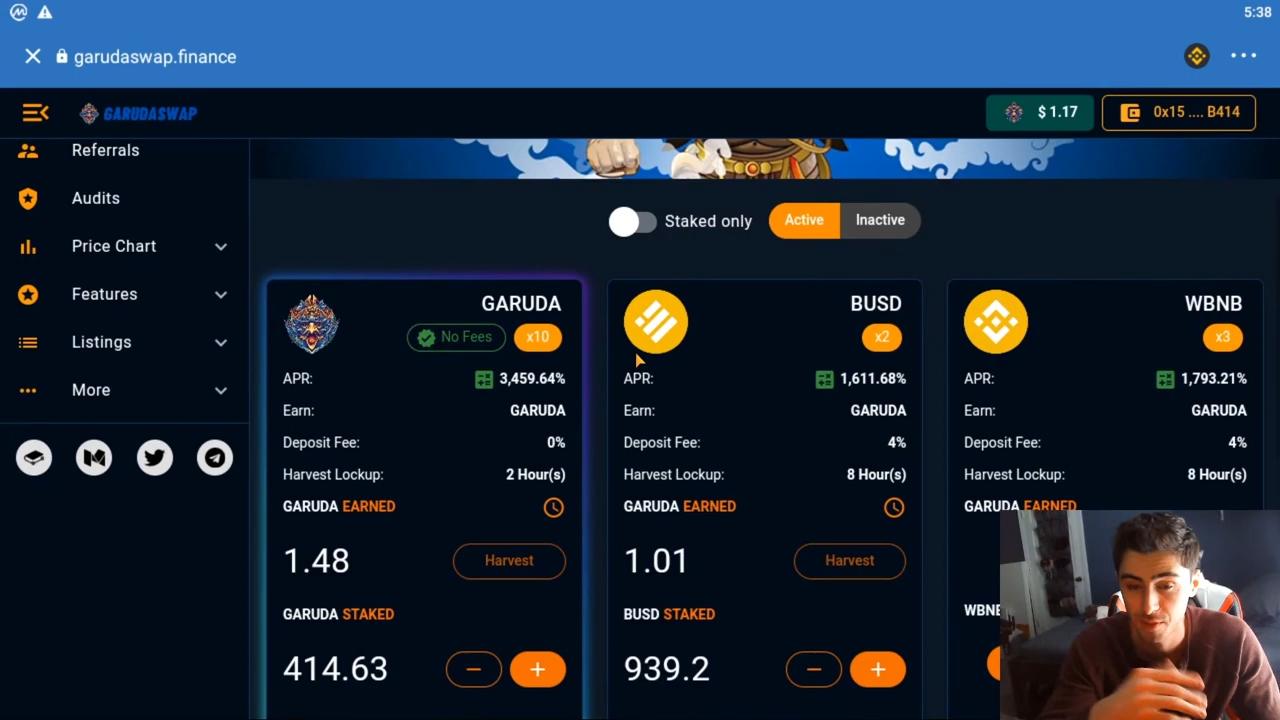 5:38
garudaswap.finance
GARUDASWAP
$ 1.17
0x15 .... B414
Referrals
Audits
Price Chart
Features
Listings
More
Staked only
Active
Inactive
GARUDA
No Fees
x10
APR:
3,459.64%
Earn:
GARUDA
Deposit Fee:
0%
Harvest Lockup:
2 Hour(s)
GARUDA EARNED
1.48
Harvest
GARUDA STAKED
414.63
−
+
BUSD
x2
APR:
1,611.68%
Earn:
GARUDA
Deposit Fee:
4%
Harvest Lockup:
8 Hour(s)
GARUDA EARNED
1.01
Harvest
BUSD STAKED
939.2
−
+
WBNB
x3
APR:
1,793.21%
Earn:
GARUDA
Deposit Fee:
4%
Harvest Lockup:
8 Hour(s)
GARUDA EARNED
WBNB